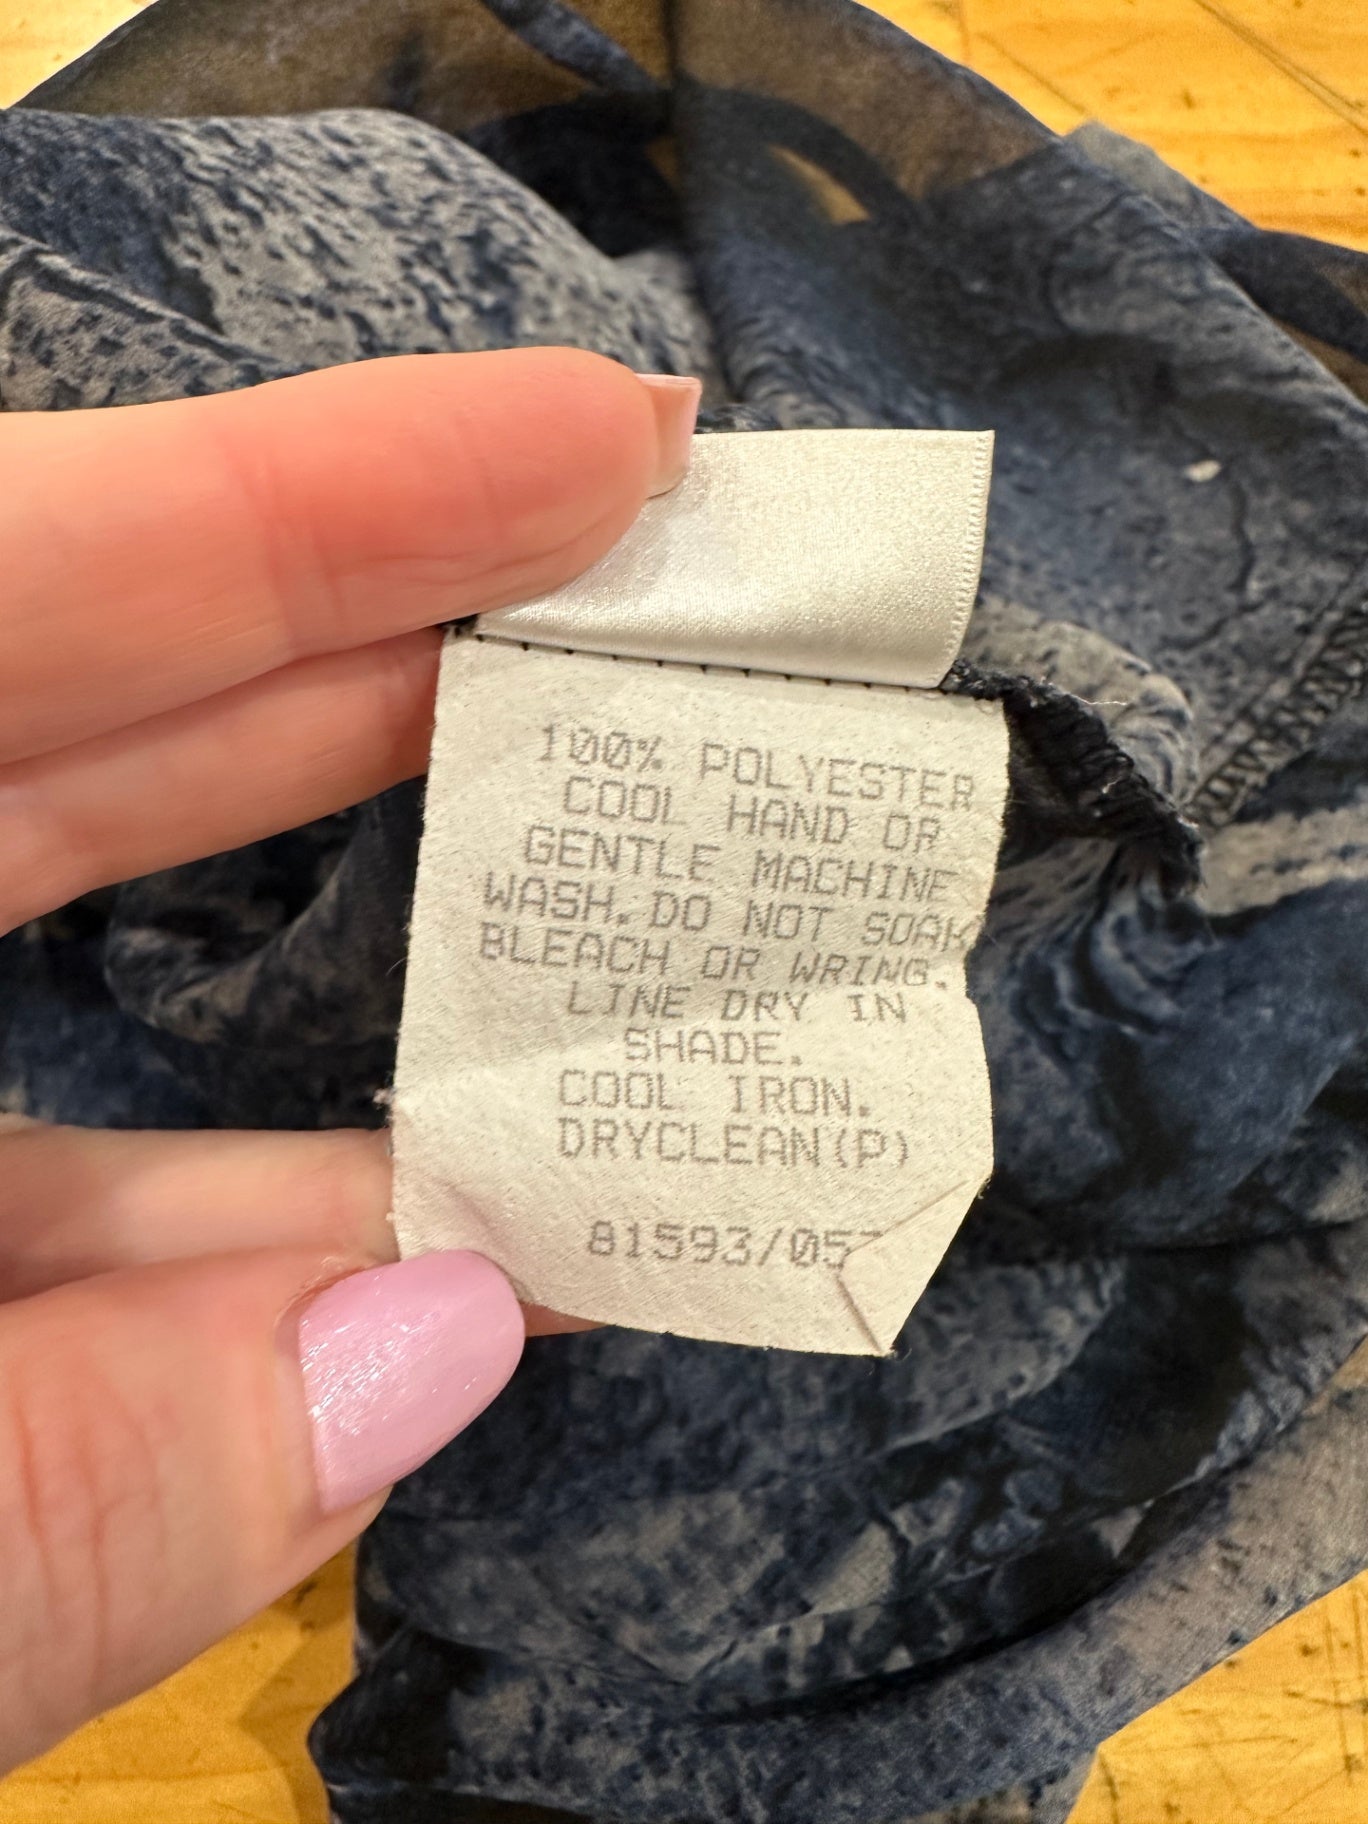 100% POLYESTER
COOL HAND OR
GENTLE MACHINE
WASH. DO NOT SOAK
BLEACH OR WRING.
LINE DRY IN
SHADE.
COOL IRON.
DRYCLEAN(P)